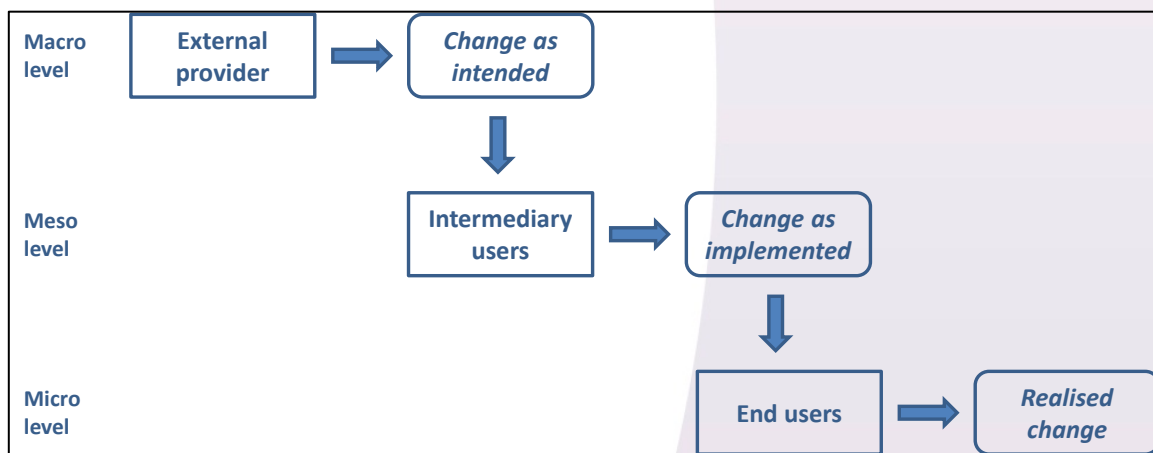 Macro
level
External
provider
Change as
intended
Meso
level
Intermediary
users
Change as
implemented
Micro
level
End users
Realised
change